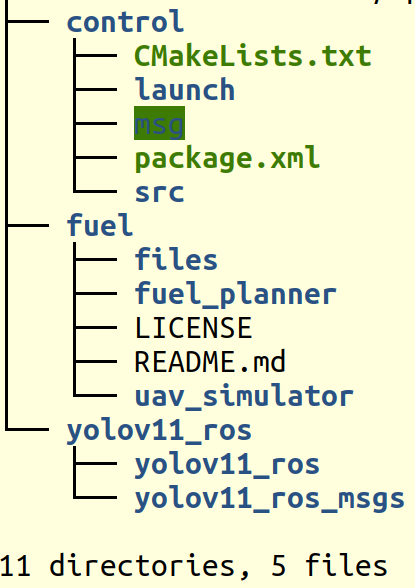 control
CMakeLists.txt
launch
msg
package.xml
src
fuel
files
fuel_planner
LICENSE
README.md
uav_simulator
yolov11_ros
yolov11_ros
yolov11_ros_msgs
11 directories, 5 files